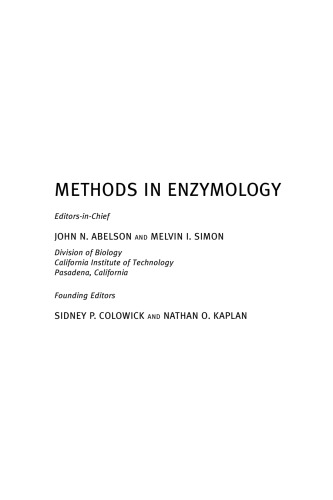 METHODS IN ENZYMOLOGY
Editors-in-Chief
JOHN N. ABELSON AND MELVIN I. SIMON
Division of Biology
California Institute of Technology
Pasadena, California
Founding Editors
SIDNEY P. COLOWICK AND NATHAN O. KAPLAN